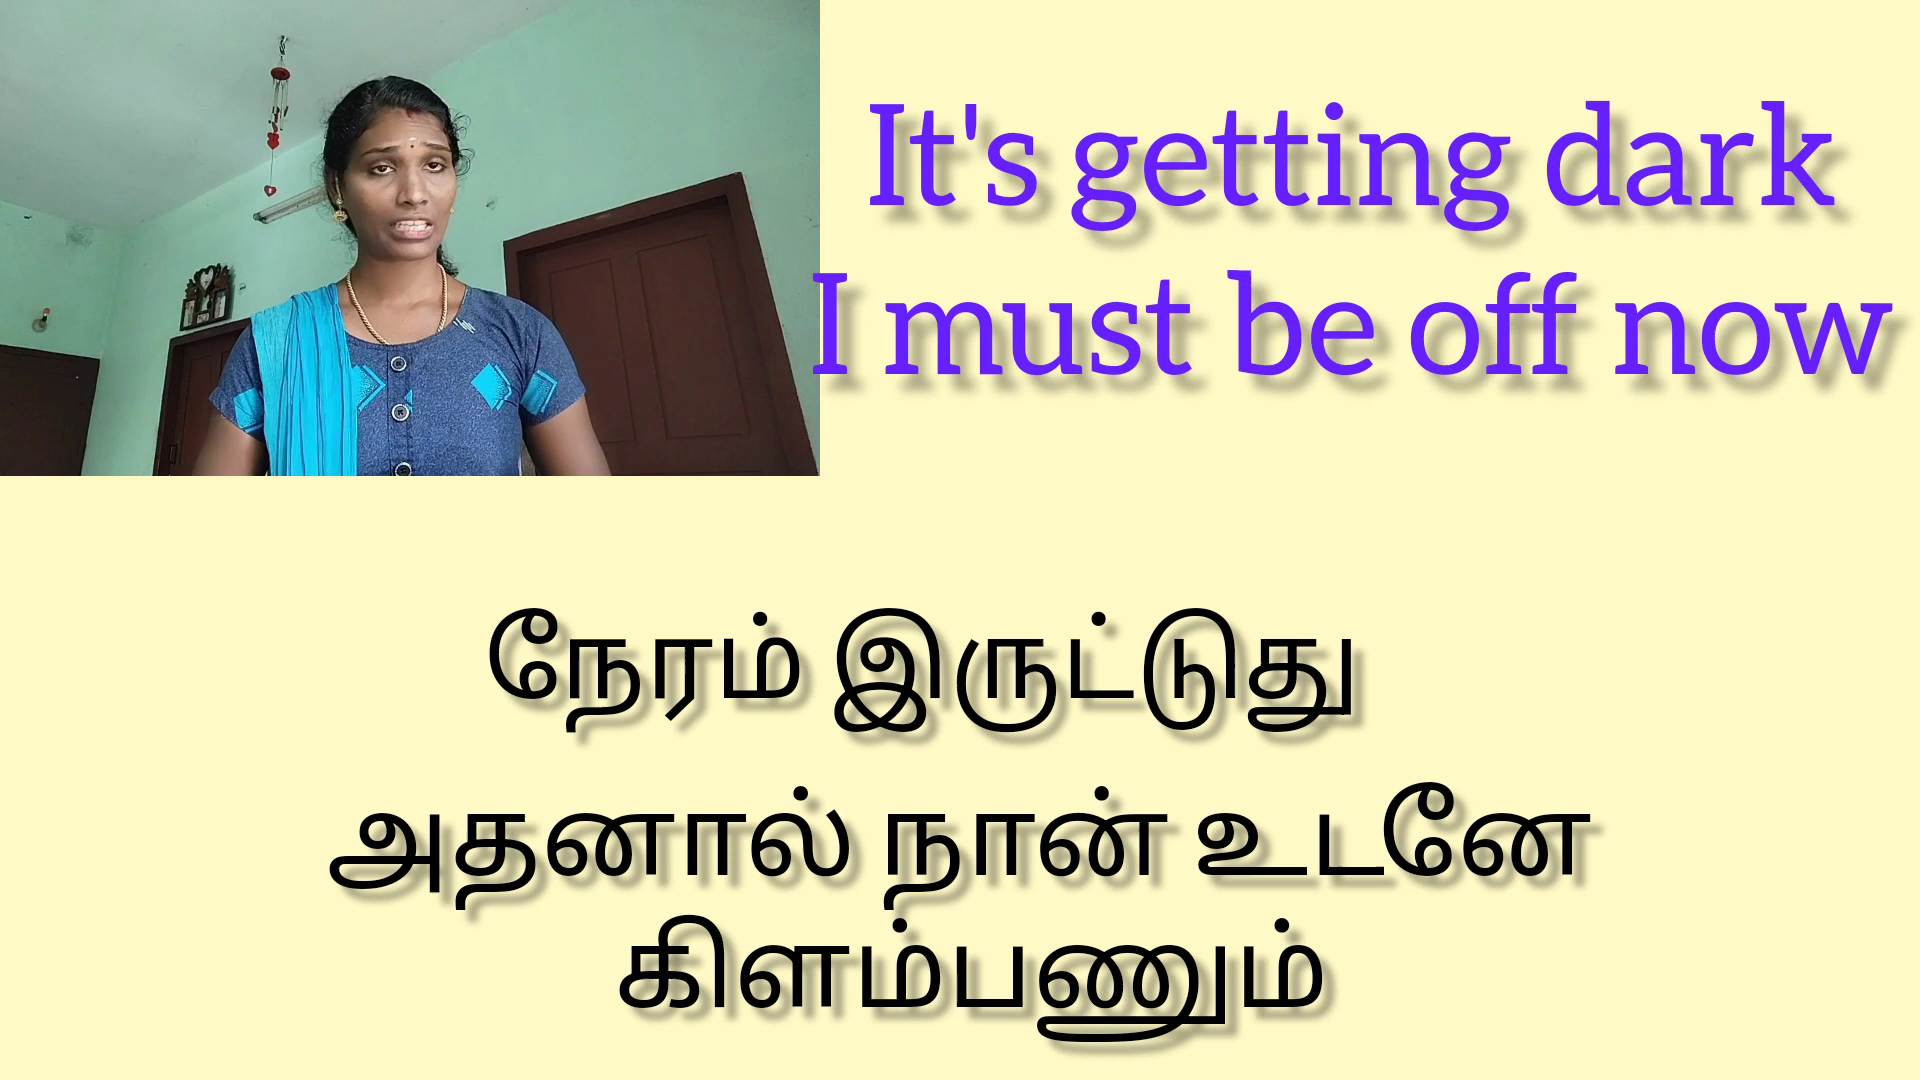 It's getting dark
I must be off now
நேரம் இருட்டுது
அதனால் நான் உடனே
கிளம்பணும்